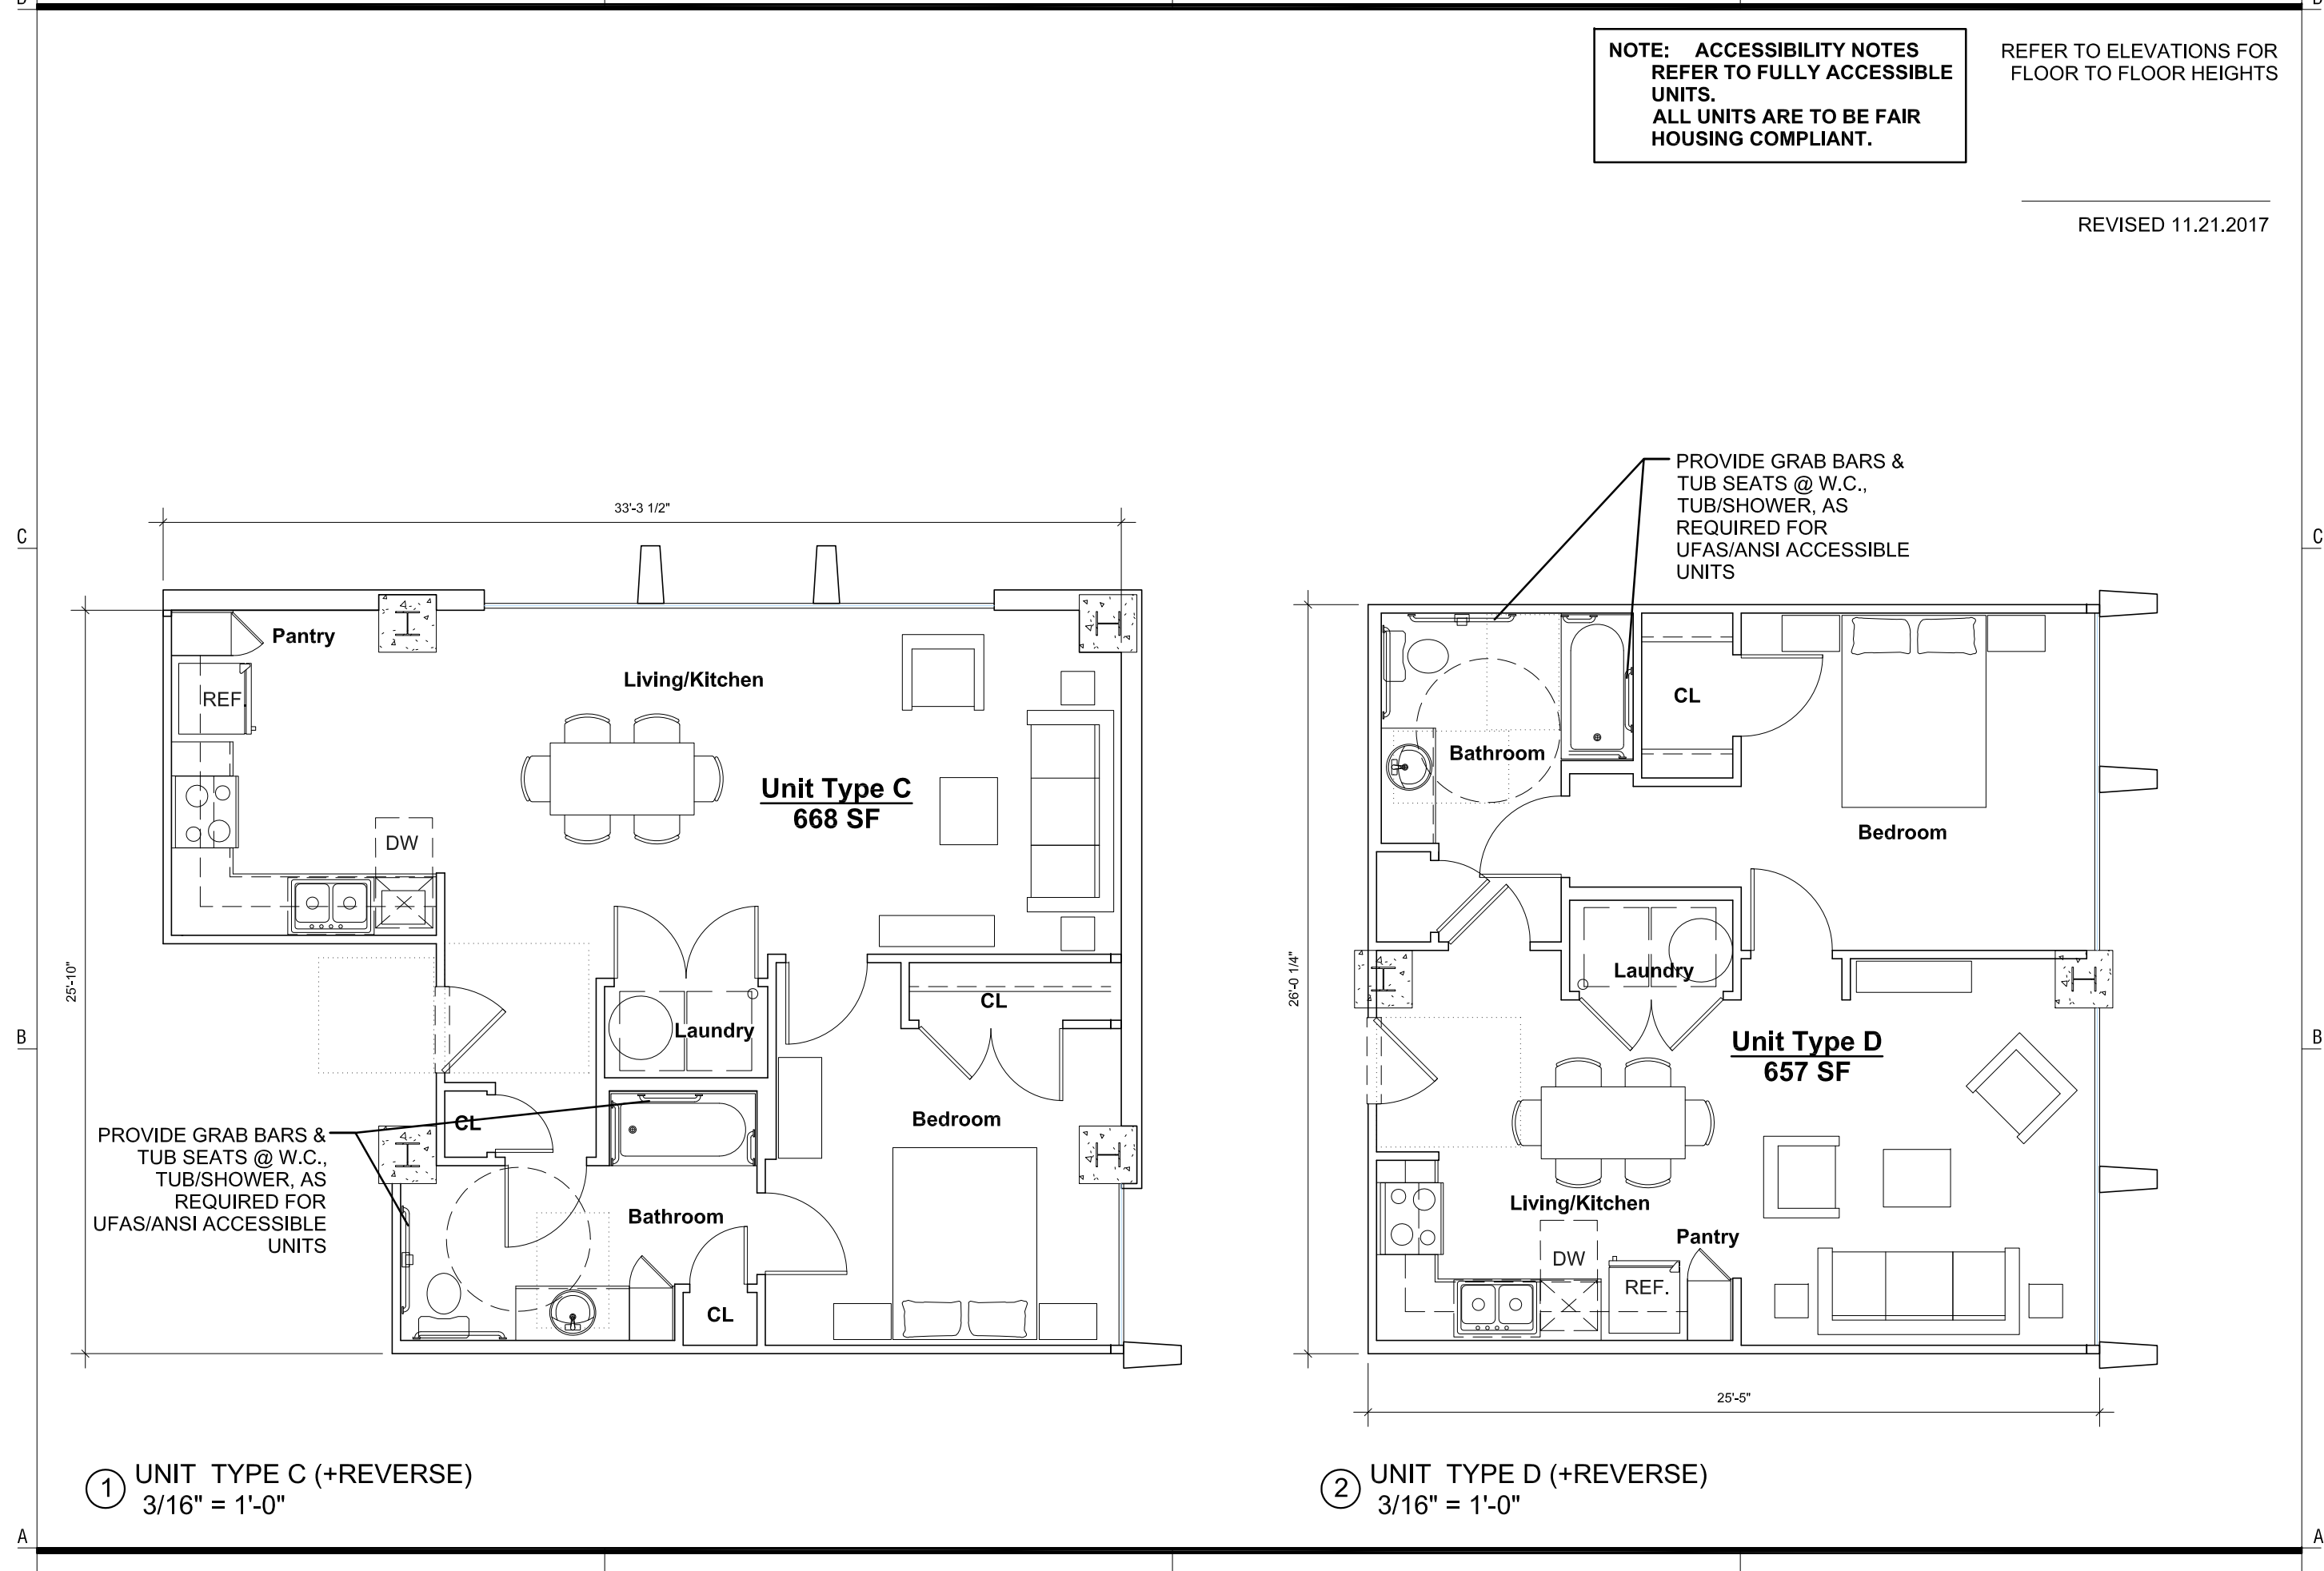 NOTE: ACCESSIBILITY NOTES
REFER TO FULLY ACCESSIBLE
UNITS.
ALL UNITS ARE TO BE FAIR
HOUSING COMPLIANT.
REFER TO ELEVATIONS FOR
FLOOR TO FLOOR HEIGHTS
REVISED 11.21.2017
C
C
B
B
A
A
33'-3 1/2"
25'-10"
Pantry
REF.
Living/Kitchen
Unit Type C
668 SF
DW
CL
Laundry
CL
Bedroom
Bathroom
CL
PROVIDE GRAB BARS &
TUB SEATS @ W.C.,
TUB/SHOWER, AS
REQUIRED FOR
UFAS/ANSI ACCESSIBLE
UNITS
1
UNIT TYPE C (+REVERSE)
3/16" = 1'-0"
PROVIDE GRAB BARS &
TUB SEATS @ W.C.,
TUB/SHOWER, AS
REQUIRED FOR
UFAS/ANSI ACCESSIBLE
UNITS
CL
Bathroom
Bedroom
26'-0 1/4"
Laundry
Unit Type D
657 SF
Living/Kitchen
Pantry
DW
REF.
25'-5"
2
UNIT TYPE D (+REVERSE)
3/16" = 1'-0"